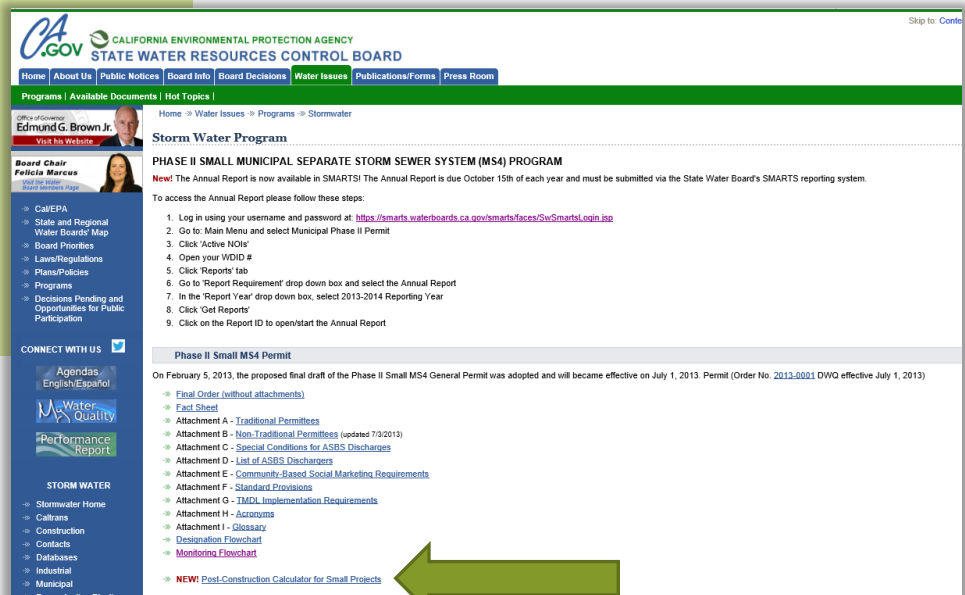 Skip to: Conte
CA.GOV
CALIFORNIA ENVIRONMENTAL PROTECTION AGENCY
STATE WATER RESOURCES CONTROL BOARD
Home About Us Public Notices Board Info Board Decisions Water Issues Publications/Forms Press Room
Programs | Available Documents | Hot Topics |
Office of Governor
Edmund G. Brown Jr.
Visit his Website
Board Chair
Felicia Marcus
Visit the Water
Board Members Page
Cal/EPA
State and Regional
Water Boards' Map
Board Priorities
Laws/Regulations
Plans/Policies
Programs
Decisions Pending and
Opportunities for Public
Participation
CONNECT WITH US
Agendas
English/Español
My Water
Quality
Performance
Report
STORM WATER
Stormwater Home
Caltrans
Construction
Contacts
Databases
Industrial
Municipal
Home -» Water Issues -» Programs -» Stormwater
Storm Water Program
PHASE II SMALL MUNICIPAL SEPARATE STORM SEWER SYSTEM (MS4) PROGRAM
New! The Annual Report is now available in SMARTS! The Annual Report is due October 15th of each year and must be submitted via the State Water Board's SMARTS reporting system.
To access the Annual Report please follow these steps:
1. Log in using your username and password at: https://smarts.waterboards.ca.gov/smarts/faces/SwSmartsLogin.jsp
2. Go to: Main Menu and select Municipal Phase II Permit
3. Click 'Active NOIs'
4. Open your WDID #
5. Click 'Reports' tab
6. Go to 'Report Requirement' drop down box and select the Annual Report
7. In the 'Report Year' drop down box, select 2013-2014 Reporting Year
8. Click 'Get Reports'
9. Click on the Report ID to open/start the Annual Report
Phase II Small MS4 Permit
On February 5, 2013, the proposed final draft of the Phase II Small MS4 General Permit was adopted and will became effective on July 1, 2013. Permit (Order No. 2013-0001 DWQ effective July 1, 2013)
Final Order (without attachments)
Fact Sheet
Attachment A - Traditional Permittees
Attachment B - Non-Traditional Permittees (updated 7/3/2013)
Attachment C - Special Conditions for ASBS Discharges
Attachment D - List of ASBS Dischargers
Attachment E - Community-Based Social Marketing Requirements
Attachment F - Standard Provisions
Attachment G - TMDL Implementation Requirements
Attachment H - Acronyms
Attachment I - Glossary
Designation Flowchart
Monitoring Flowchart
NEW! Post-Construction Calculator for Small Projects